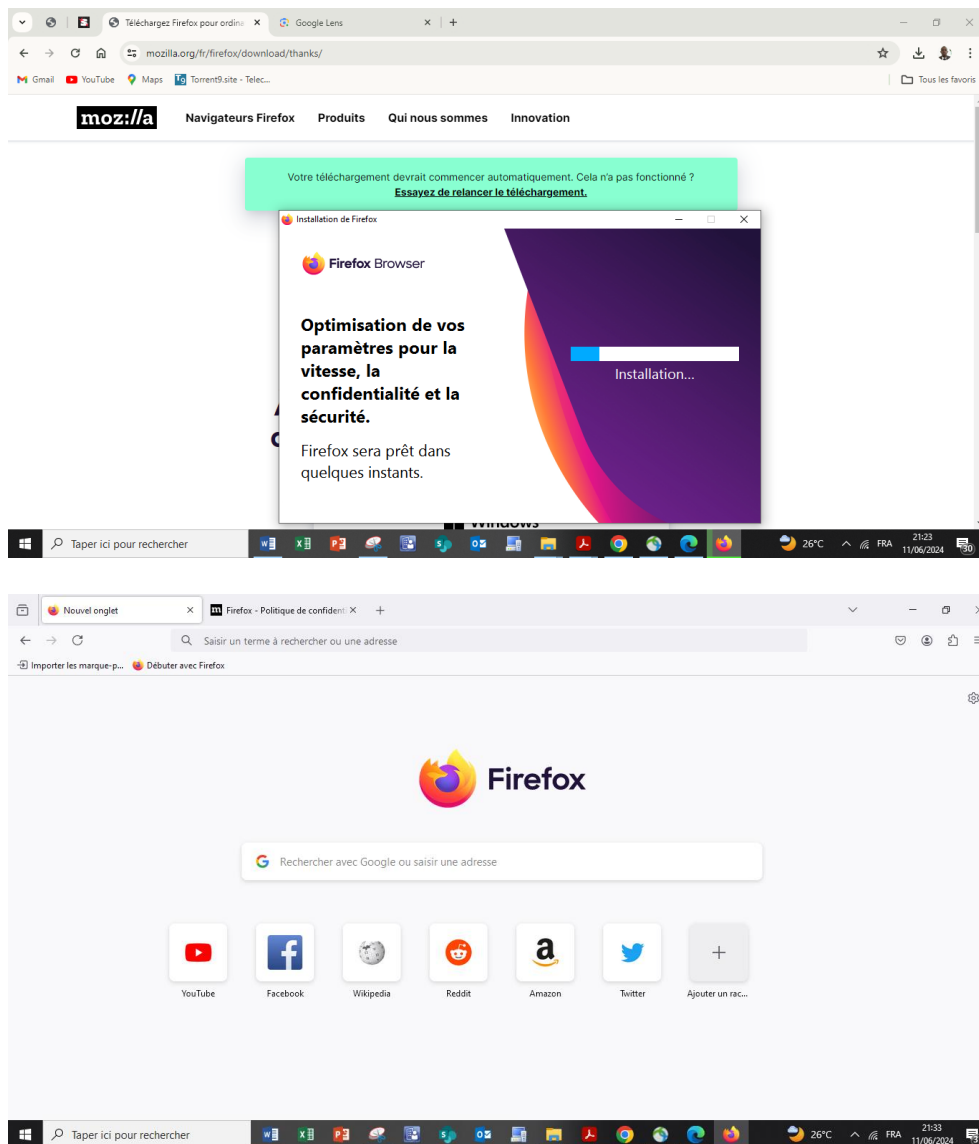 Téléchargez Firefox pour ordina
Google Lens
mozilla.org/fr/firefox/download/thanks/
Gmail YouTube Maps Torrent9.site - Telec... Tous les favoris
moz://a Navigateurs Firefox Produits Qui nous sommes Innovation
Votre téléchargement devrait commencer automatiquement. Cela n'a pas fonctionné ?
Essayez de relancer le téléchargement.
Installation de Firefox
Firefox Browser
Optimisation de vos
paramètres pour la
vitesse, la
confidentialité et la
sécurité.
Firefox sera prêt dans
quelques instants.
Installation...
Windows
Taper ici pour rechercher
26°C FRA 21:23
11/06/2024
30
Nouvel onglet
Firefox - Politique de confidenti
Saisir un terme à rechercher ou une adresse
Importer les marque-p... Débuter avec Firefox
Firefox
Rechercher avec Google ou saisir une adresse
YouTube Facebook Wikipedia Reddit Amazon Twitter Ajouter un rac...
Taper ici pour rechercher
26°C FRA 21:33
11/06/2024